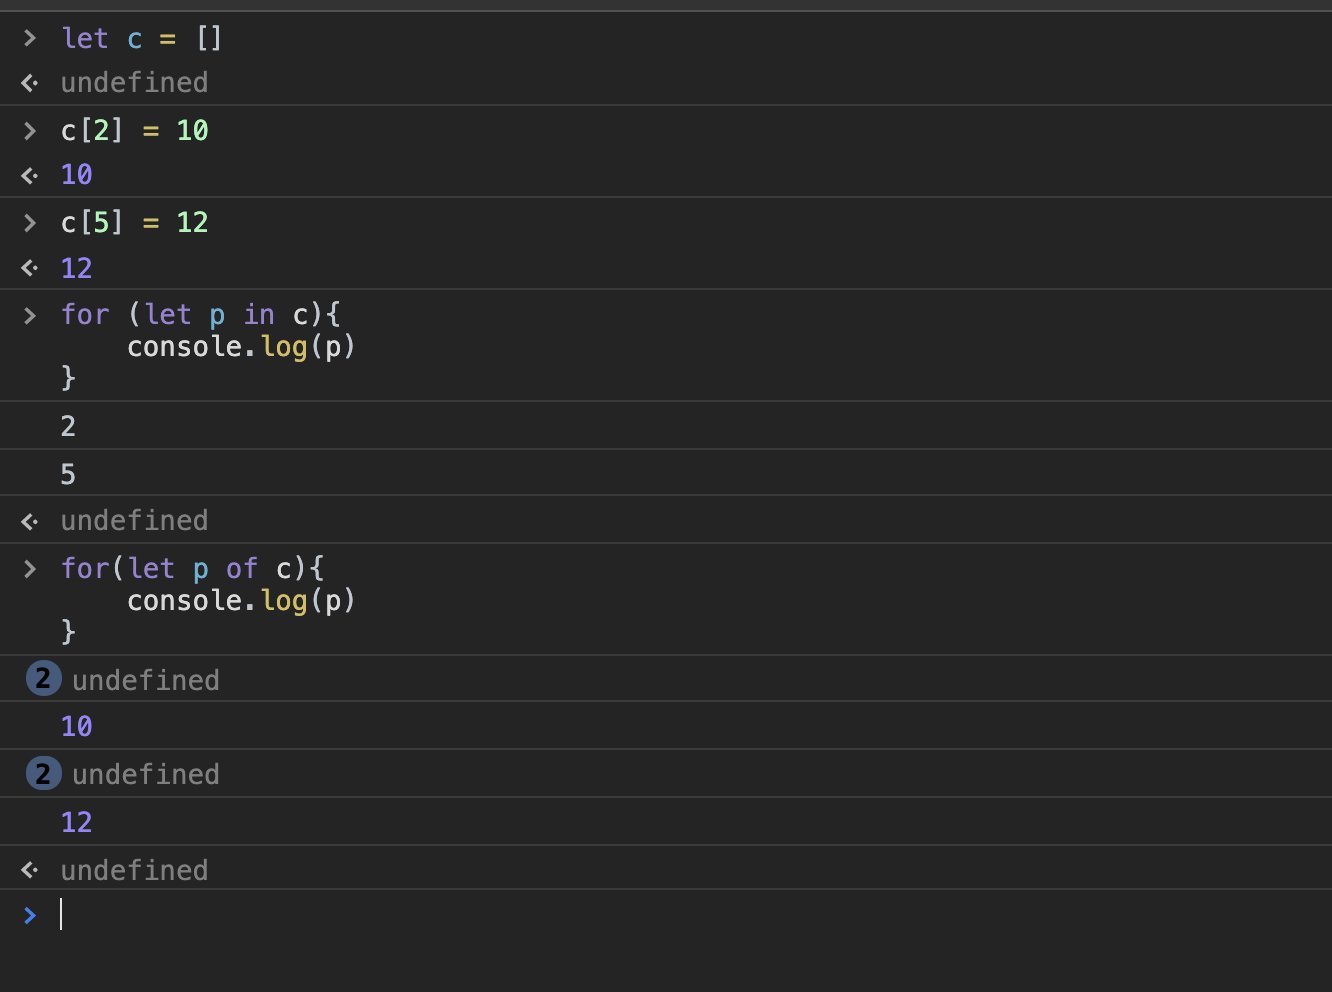 > let c = []
<· undefined
> c[2] = 10
<· 10
> c[5] = 12
<· 12
> for (let p in c){
    console.log(p)
}
2
5
<· undefined
> for(let p of c){
    console.log(p)
}
2 undefined
10
2 undefined
12
<· undefined
>